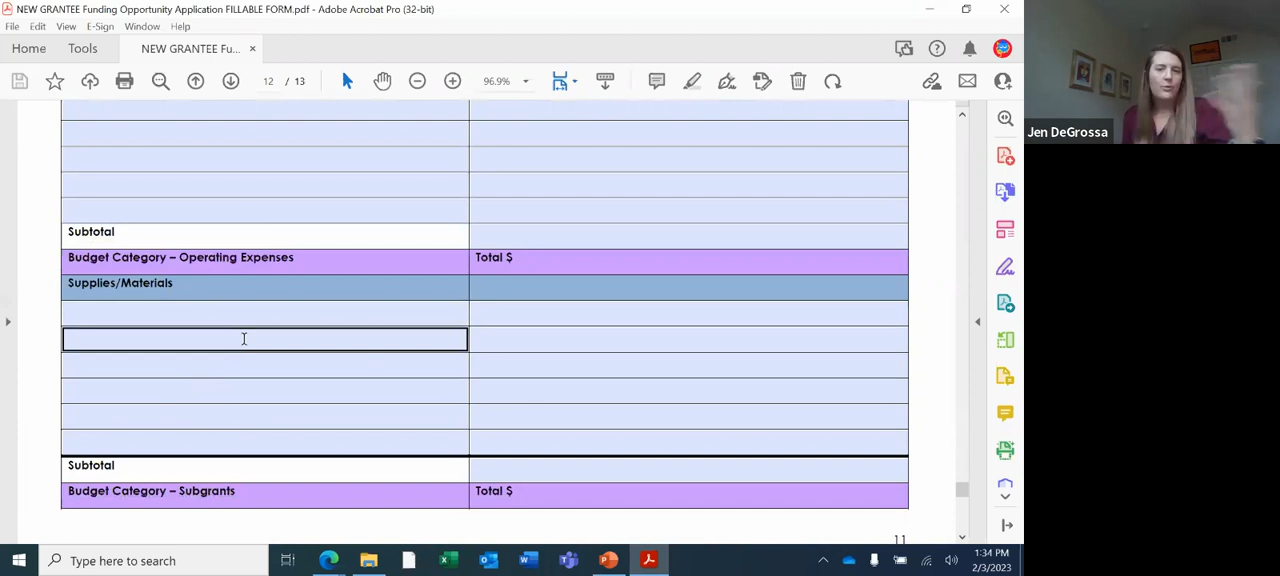 NEW GRANTEE Funding Opportunity Application FILLABLE FORM.pdf - Adobe Acrobat Pro (32-bit)
File Edit View E-Sign Window Help
Home Tools NEW GRANTEE Fu... ×
12 / 13 96.9%
Jen DeGrossa
Subtotal
Budget Category – Operating Expenses Total $
Supplies/Materials
Subtotal
Budget Category – Subgrants Total $
11
Type here to search
1:34 PM
2/3/2023